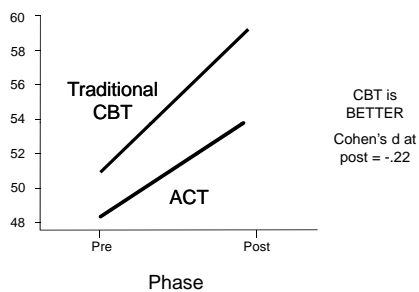 60
58
56
54
52
50
48
Traditional
CBT
ACT
Pre
Post
Phase
CBT is
BETTER
Cohen's d at
post = -.22